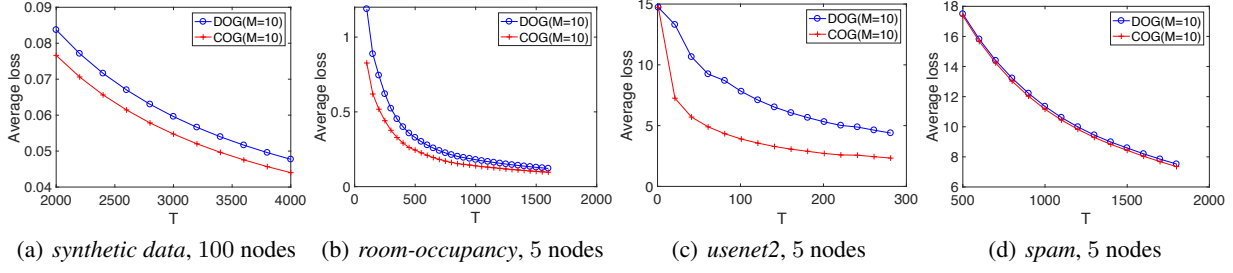 0.09
0.08
0.07
0.06
0.05
0.04
Average loss
DOG(M=10)
COG(M=10)
2000 2500 3000 3500 4000
T
(a) synthetic data, 100 nodes
1
0.5
0
Average loss
DOG(M=10)
COG(M=10)
0 500 1000 1500 2000
T
(b) room-occupancy, 5 nodes
15
10
5
0
Average loss
DOG(M=10)
COG(M=10)
0 100 200 300
T
(c) usenet2, 5 nodes
18
16
14
12
10
8
6
Average loss
DOG(M=10)
COG(M=10)
500 1000 1500 2000
T
(d) spam, 5 nodes